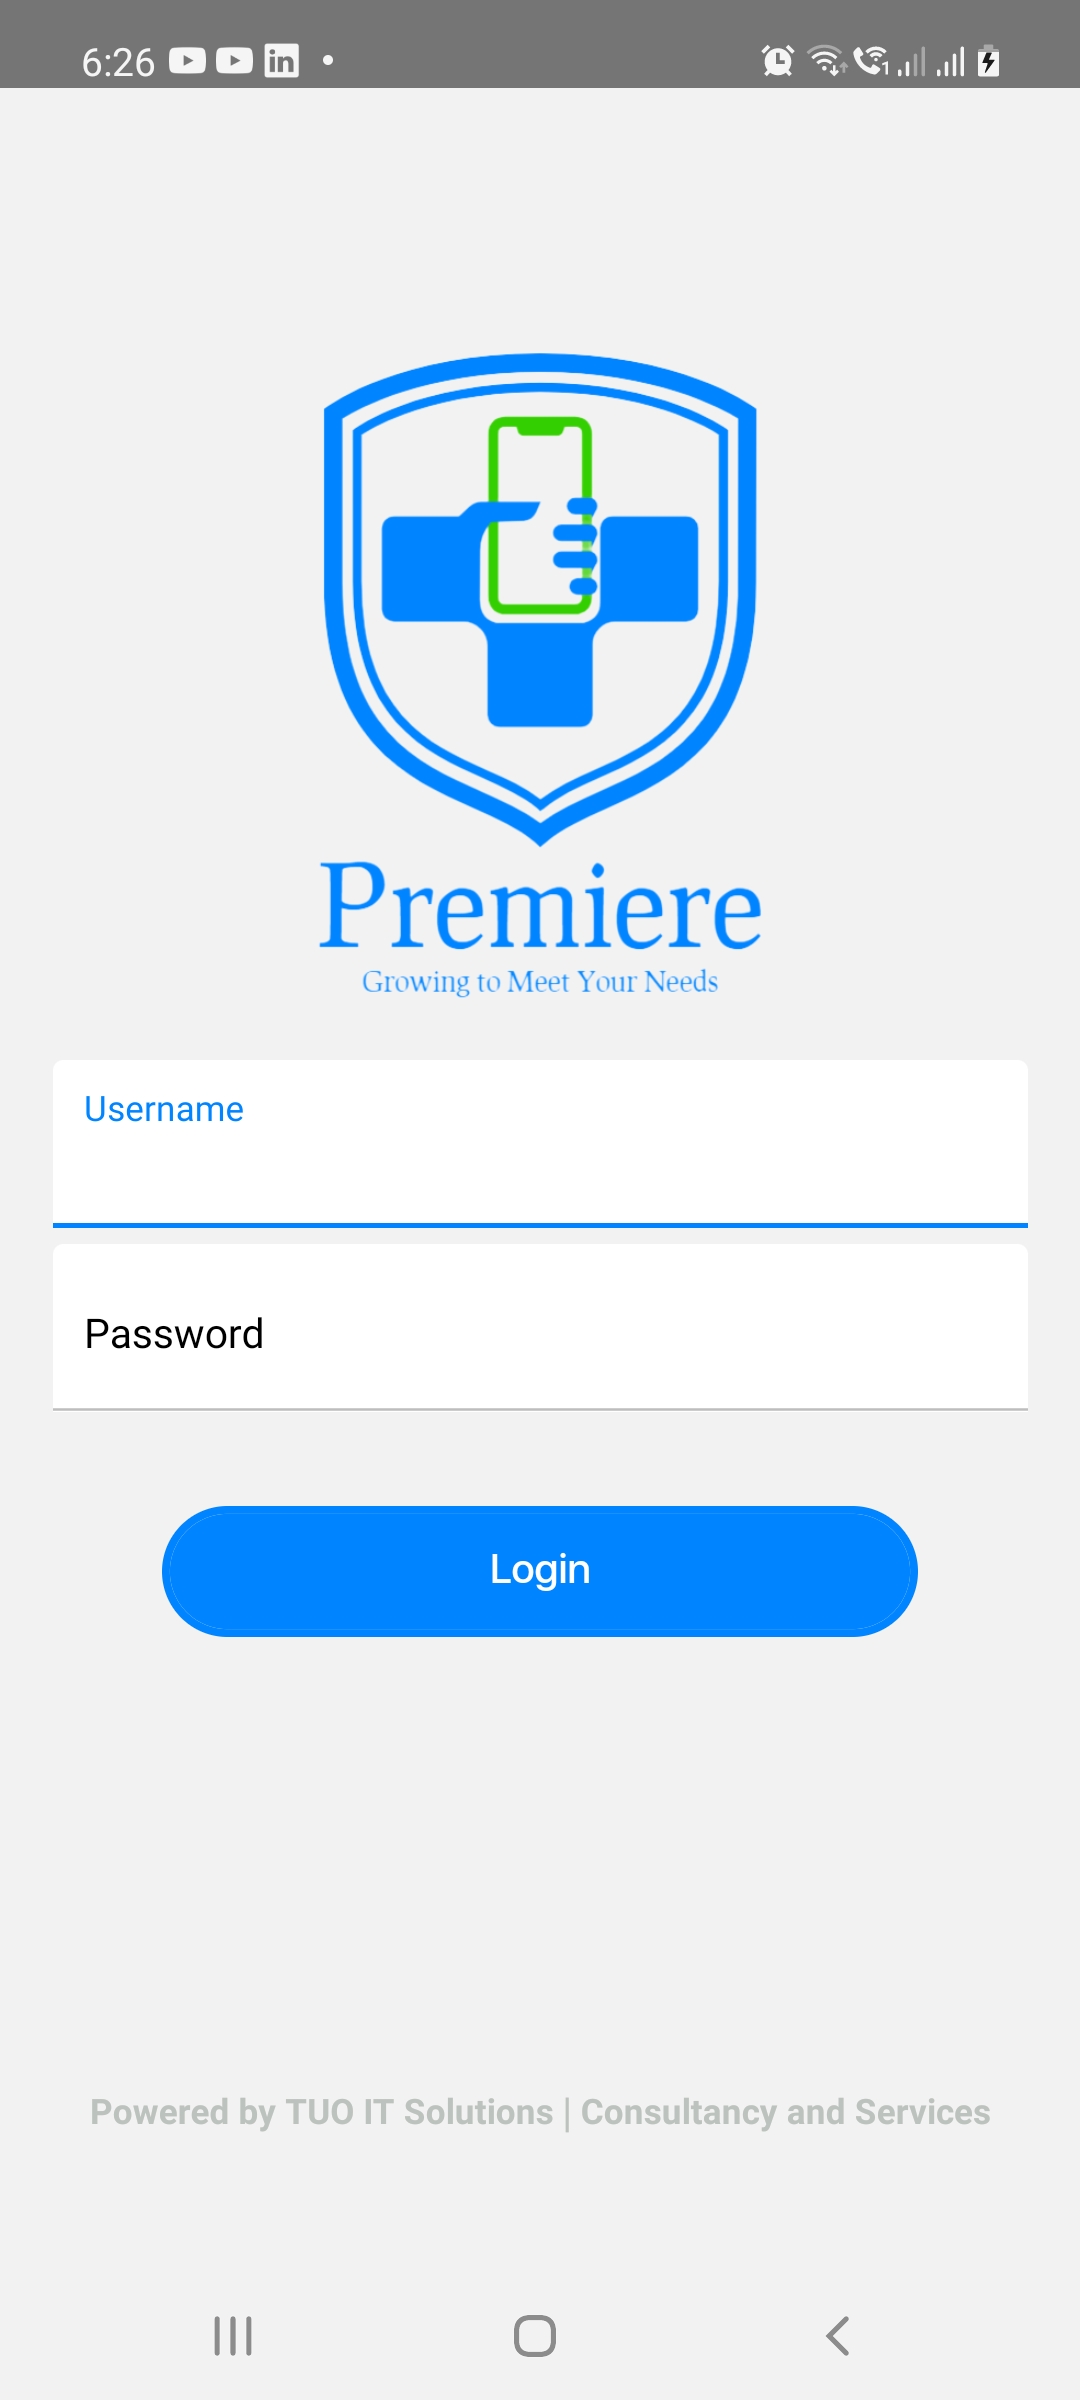 6:26
Premiere
Growing to Meet Your Needs
Username
Password
Login
Powered by TUO IT Solutions | Consultancy and Services